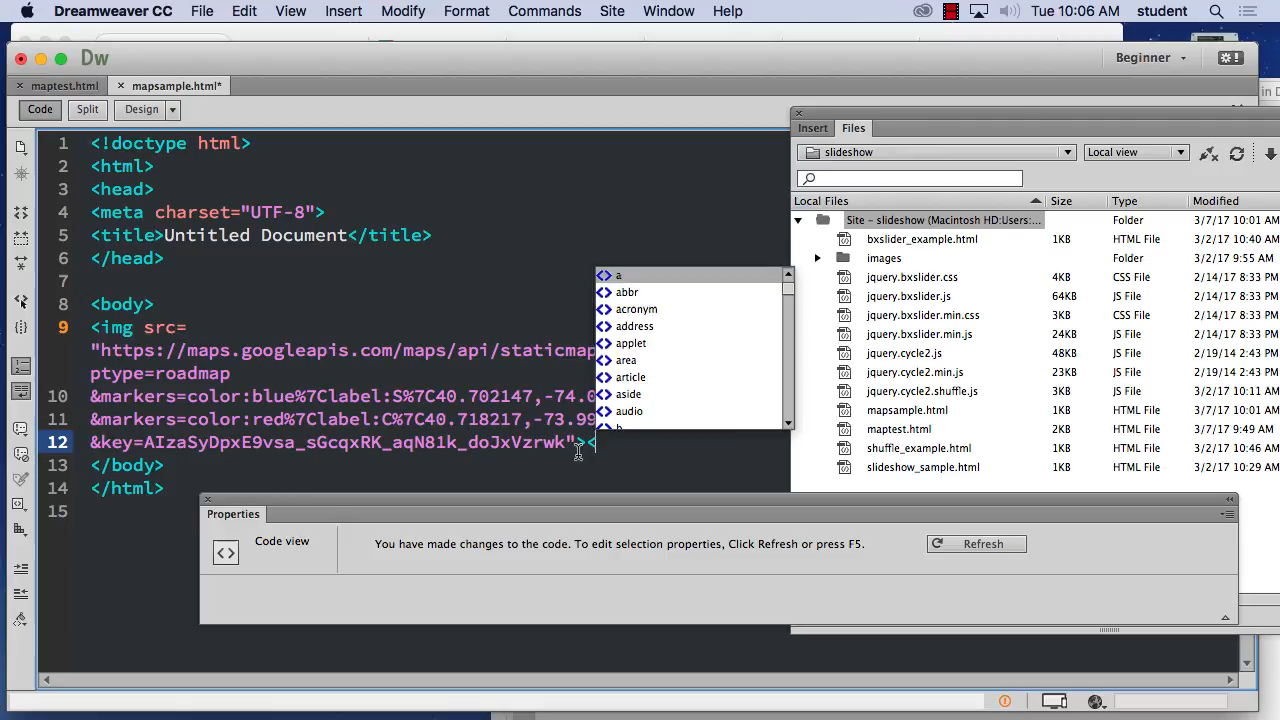 Dreamweaver CC File Edit View Insert Modify Format Commands Site Window Help Tue 10:06 AM student
Dw Beginner
maptest.html mapsample.html*
Code Split Design
Insert Files
slideshow Local view
Local Files Size Type Modified
Site – slideshow (Macintosh HD:Users:... Folder 3/7/17 10:01 AM
bxslider_example.html 1KB HTML File 3/2/17 10:40 AM
images Folder 3/2/17 9:55 AM
jquery.bxslider.css 4KB CSS File 2/14/17 8:33 PM
jquery.bxslider.js 64KB JS File 2/14/17 8:33 PM
jquery.bxslider.min.css 3KB CSS File 2/14/17 8:33 PM
jquery.bxslider.min.js 23KB JS File 2/14/17 8:33 PM
jquery.cycle2.js 48KB JS File 2/19/14 2:43 PM
jquery.cycle2.min.js 23KB JS File 2/19/14 2:43 PM
jquery.cycle2.shuffle.js 3KB JS File 3/2/17 10:11 AM
mapsample.html 1KB HTML File 3/7/17 10:01 AM
maptest.html 2KB HTML File 3/7/17 9:49 AM
shuffle_example.html 1KB HTML File 3/2/17 10:14 AM
slideshow_sample.html 1KB HTML File 3/2/17 10:29 AM
1 <!doctype html>
2 <html>
3 <head>
4 <meta charset="UTF-8">
5 <title>Untitled Document</title>
6 </head>
7
8 <body>
9 <img src=
"https://maps.googleapis.com/maps/api/staticmap
ptype=roadmap
10 &markers=color:blue%7Clabel:S%7C40.702147,-74.0
11 &markers=color:red%7Clabel:C%7C40.718217,-73.99
12 &key=AIzaSyDpxE9vsa_sGcqxRK_aqN81k_doJxVzrwk"><
13 </body>
14 </html>
15
<> a
<> abbr
<> acronym
<> address
<> applet
<> area
<> article
<> aside
<> audio
Properties
<> Code view You have made changes to the code. To edit selection properties, Click Refresh or press F5. Refresh